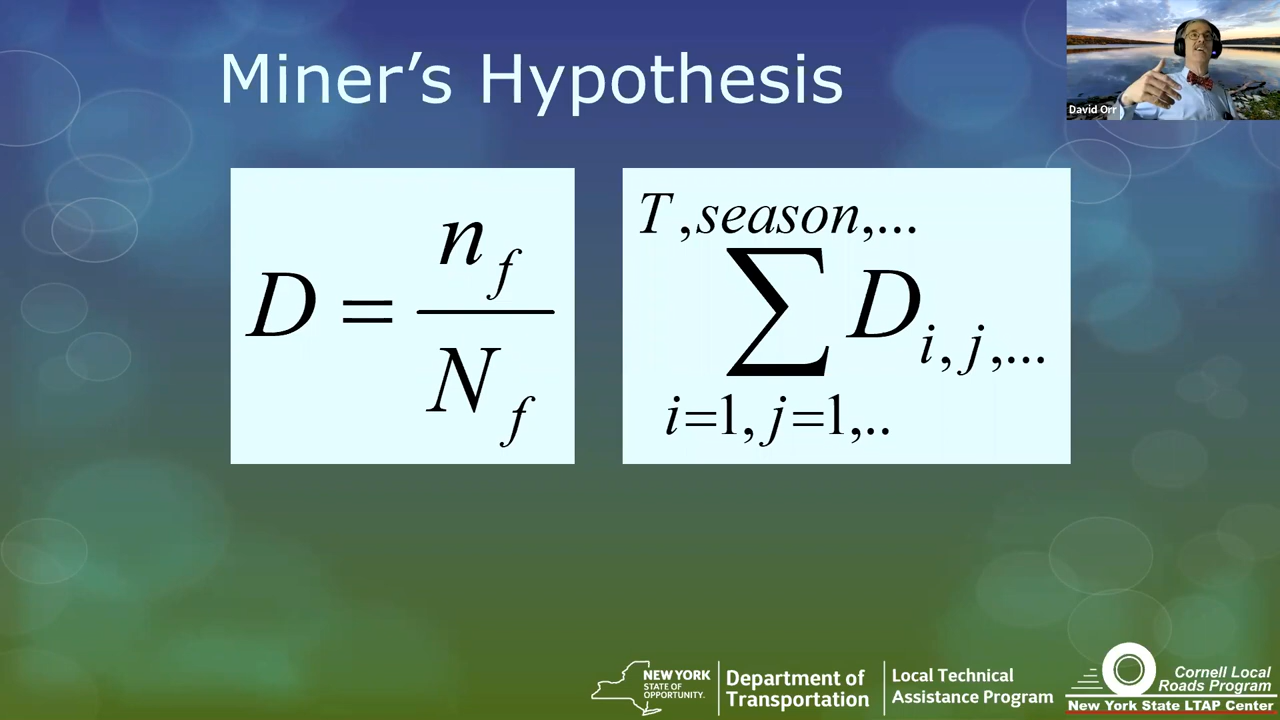 Miner's Hypothesis
David Orr
D = n_f / N_f
T,season,...
∑ D_i,j,...
i=1, j=1,..
NEW YORK
STATE OF
OPPORTUNITY.
Department of
Transportation
Local Technical
Assistance Program
Cornell Local
Roads Program
New York State LTAP Center